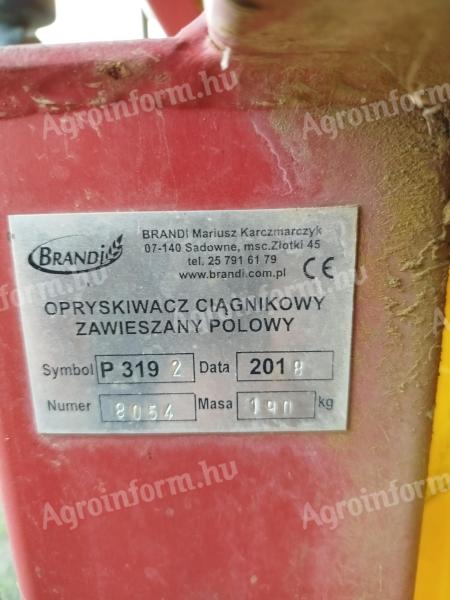 Agroinform.hu
Agroinform.hu
BRANDI
BRANDI Mariusz Karczmarczyk
07-140 Sadowne, msc.Złotki 45
tel. 25 791 61 79
www.brandi.com.pl CE
OPRYSKIWACZ CIĄGNIKOWY
ZAWIESZANY POLOWY
Symbol P 319 2 Data 2018
Numer 8054 Masa 190 kg
Agroinform.hu
Agroinform.hu
Agroinform.hu
Agroinform.hu